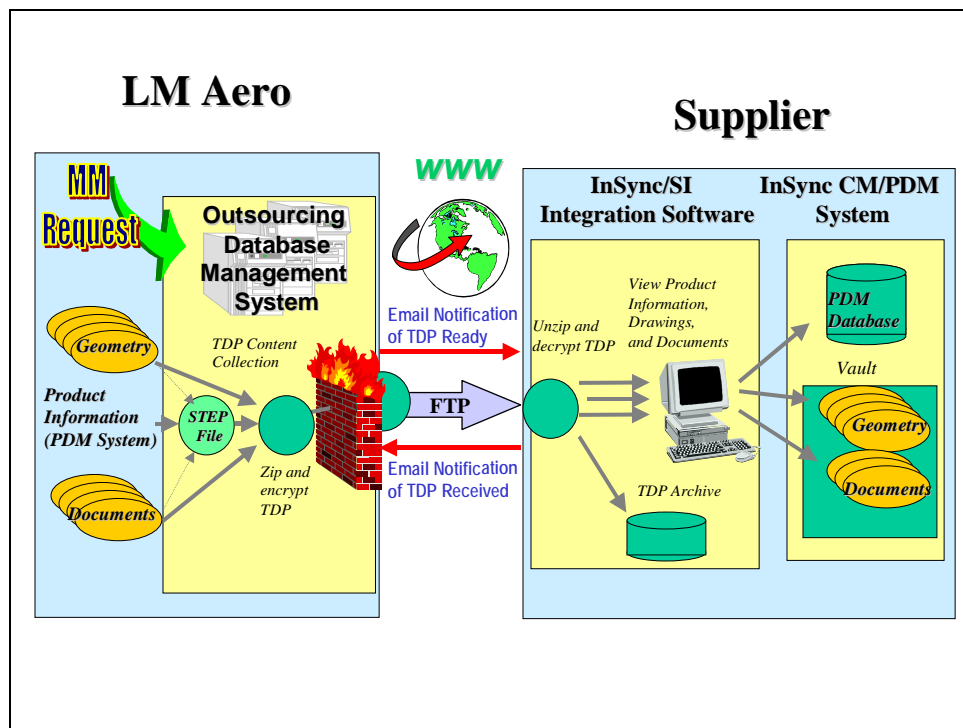 LM Aero
Supplier
MM
Request
Outsourcing
Database
Management
System
Geometry
TDP Content
Collection
Product
Information
(PDM System)
STEP
File
Zip and
encrypt
TDP
Documents
WWW
Email Notification
of TDP Ready
FTP
Email Notification
of TDP Received
InSync/SI
Integration Software
Unzip and
decrypt TDP
View Product
Information,
Drawings,
and Documents
TDP Archive
InSync CM/PDM
System
PDM
Database
Vault
Geometry
Documents